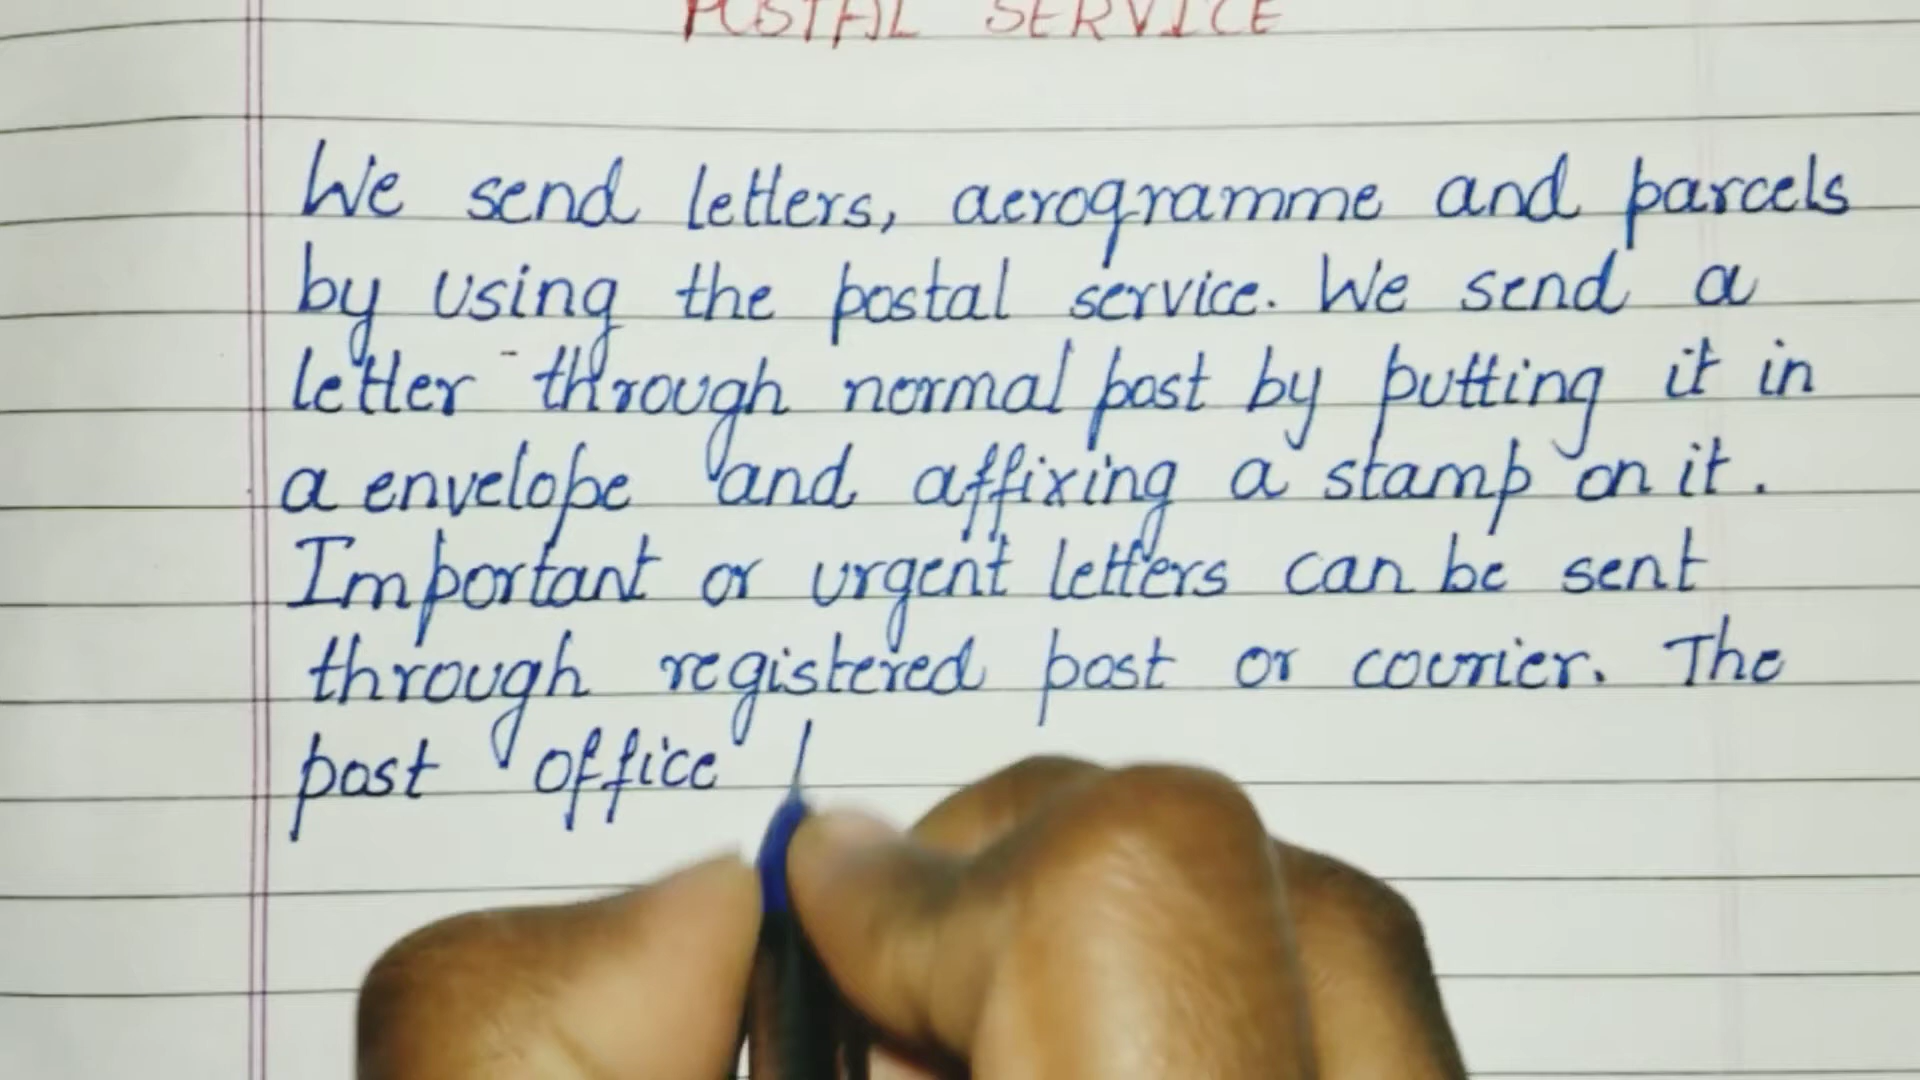 POSTAL SERVICE
We send letters, aerogramme and parcels
by using the postal service. We send a
letter through normal post by putting it in
a envelope and affixing a stamp on it.
Important or urgent letters can be sent
through registered post or courier. The
post office